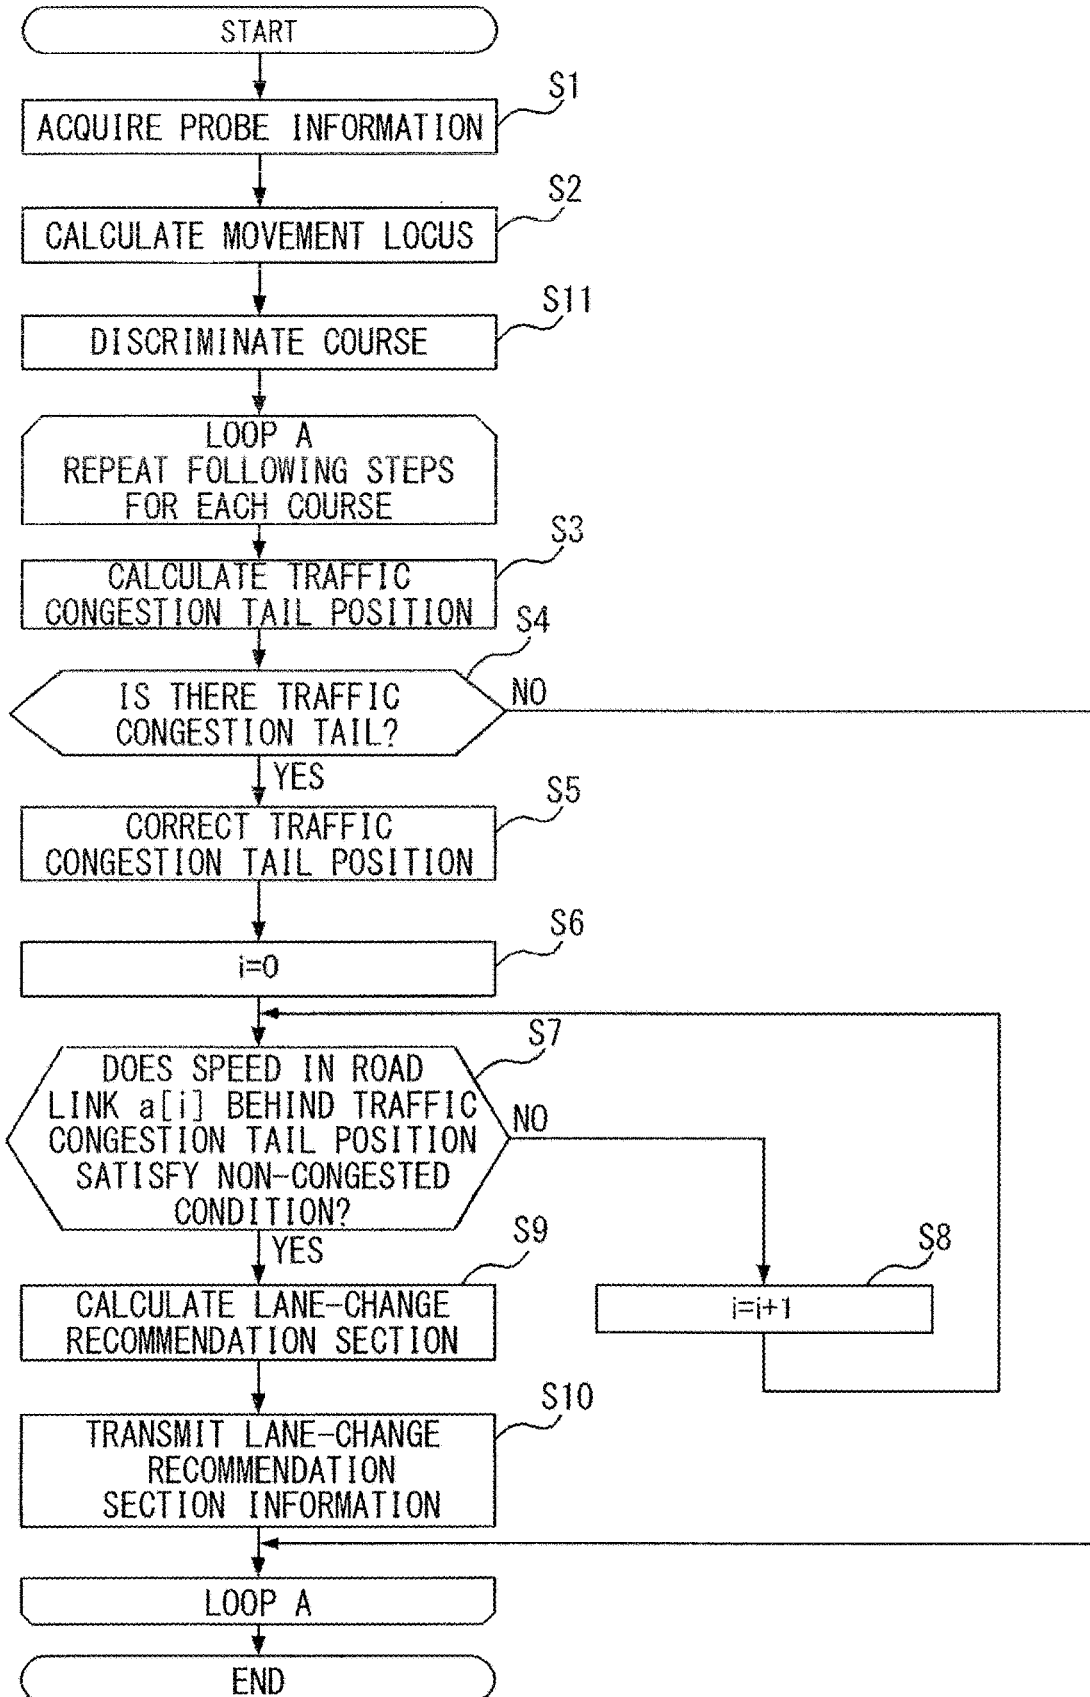 START
S1
ACQUIRE PROBE INFORMATION
S2
CALCULATE MOVEMENT LOCUS
S11
DISCRIMINATE COURSE
LOOP A
REPEAT FOLLOWING STEPS
FOR EACH COURSE
S3
CALCULATE TRAFFIC
CONGESTION TAIL POSITION
S4
IS THERE TRAFFIC
CONGESTION TAIL?
NO
YES
S5
CORRECT TRAFFIC
CONGESTION TAIL POSITION
S6
i=0
S7
DOES SPEED IN ROAD
LINK a[i] BEHIND TRAFFIC
CONGESTION TAIL POSITION
SATISFY NON-CONGESTED
CONDITION?
NO
YES
S8
i=i+1
S9
CALCULATE LANE-CHANGE
RECOMMENDATION SECTION
S10
TRANSMIT LANE-CHANGE
RECOMMENDATION
SECTION INFORMATION
LOOP A
END